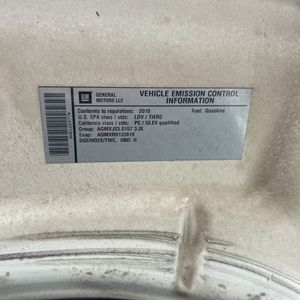 GM
GENERAL MOTORS LLC
VEHICLE EMISSION CONTROL INFORMATION
Conforms to regulations: 2010 Fuel: Gasoline
U.S. EPA class / stds: LDV / TIER2
California class / stds: PC / ULEV qualified
Group: AGMXJ03.0157 3.0L
Evap: AGMXR0133810
DGI/HO2S/TWC. OBD: II